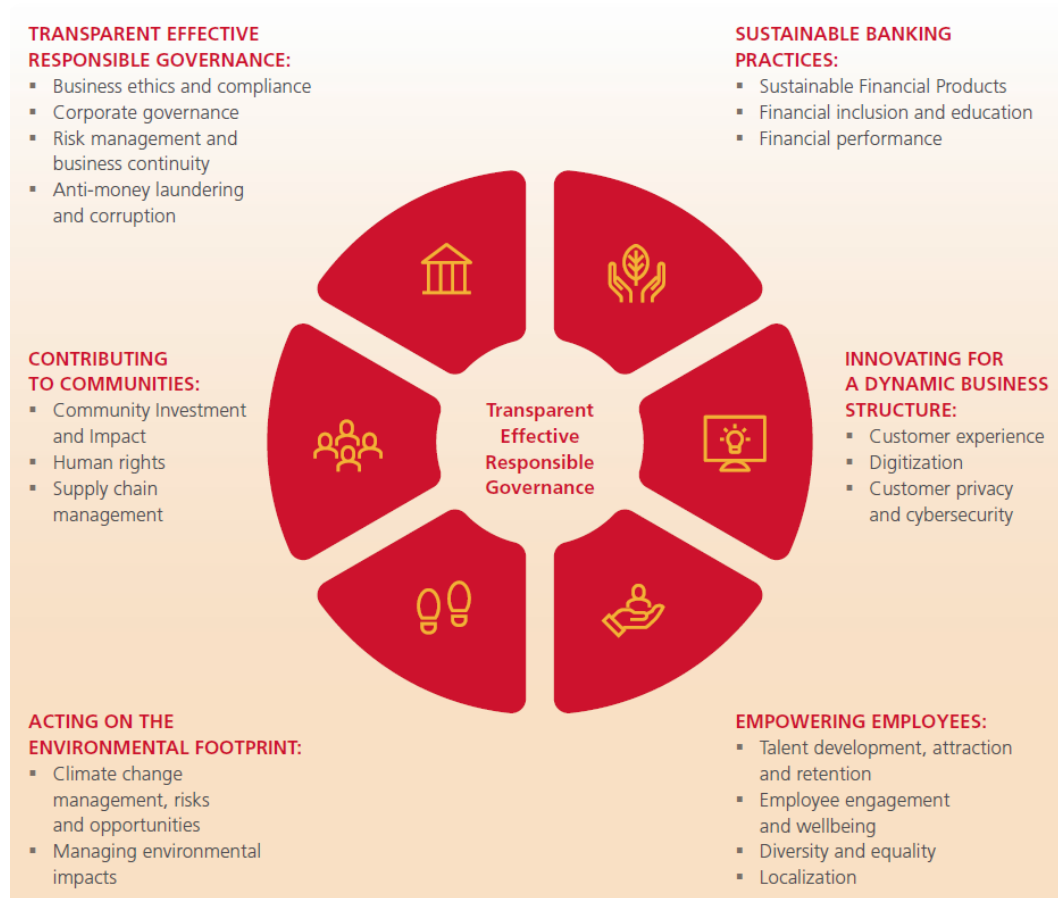 TRANSPARENT EFFECTIVE
RESPONSIBLE GOVERNANCE:
▪ Business ethics and compliance
▪ Corporate governance
▪ Risk management and
business continuity
▪ Anti-money laundering
and corruption
SUSTAINABLE BANKING
PRACTICES:
▪ Sustainable Financial Products
▪ Financial inclusion and education
▪ Financial performance
CONTRIBUTING
TO COMMUNITIES:
▪ Community Investment
and Impact
▪ Human rights
▪ Supply chain
management
Transparent
Effective
Responsible
Governance
INNOVATING FOR
A DYNAMIC BUSINESS
STRUCTURE:
▪ Customer experience
▪ Digitization
▪ Customer privacy
and cybersecurity
ACTING ON THE
ENVIRONMENTAL FOOTPRINT:
▪ Climate change
management, risks
and opportunities
▪ Managing environmental
impacts
EMPOWERING EMPLOYEES:
▪ Talent development, attraction
and retention
▪ Employee engagement
and wellbeing
▪ Diversity and equality
▪ Localization